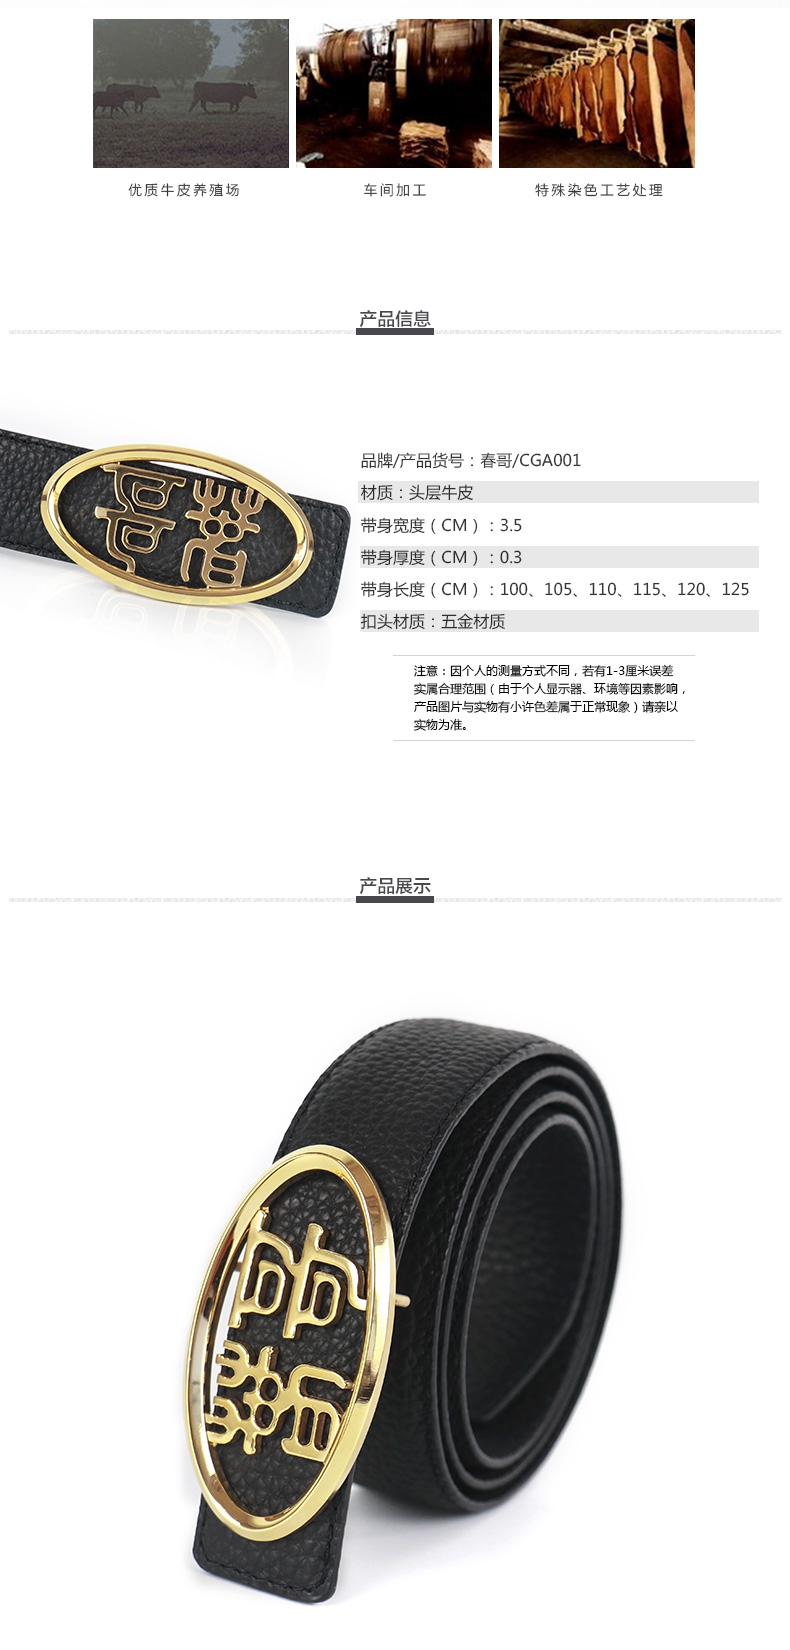 优质牛皮养殖场
车间加工
特殊染色工艺处理
产品信息
品牌/产品货号：春哥/CGA001
材质：头层牛皮
带身宽度（CM）：3.5
带身厚度（CM）：0.3
带身长度（CM）：100、105、110、115、120、125
扣头材质：五金材质
注意：因个人的测量方式不同，若有1-3厘米误差
实属合理范围（由于个人显示器、环境等因素影响，
产品图片与实物有小许色差属于正常现象）请亲以
实物为准。
产品展示
春哥